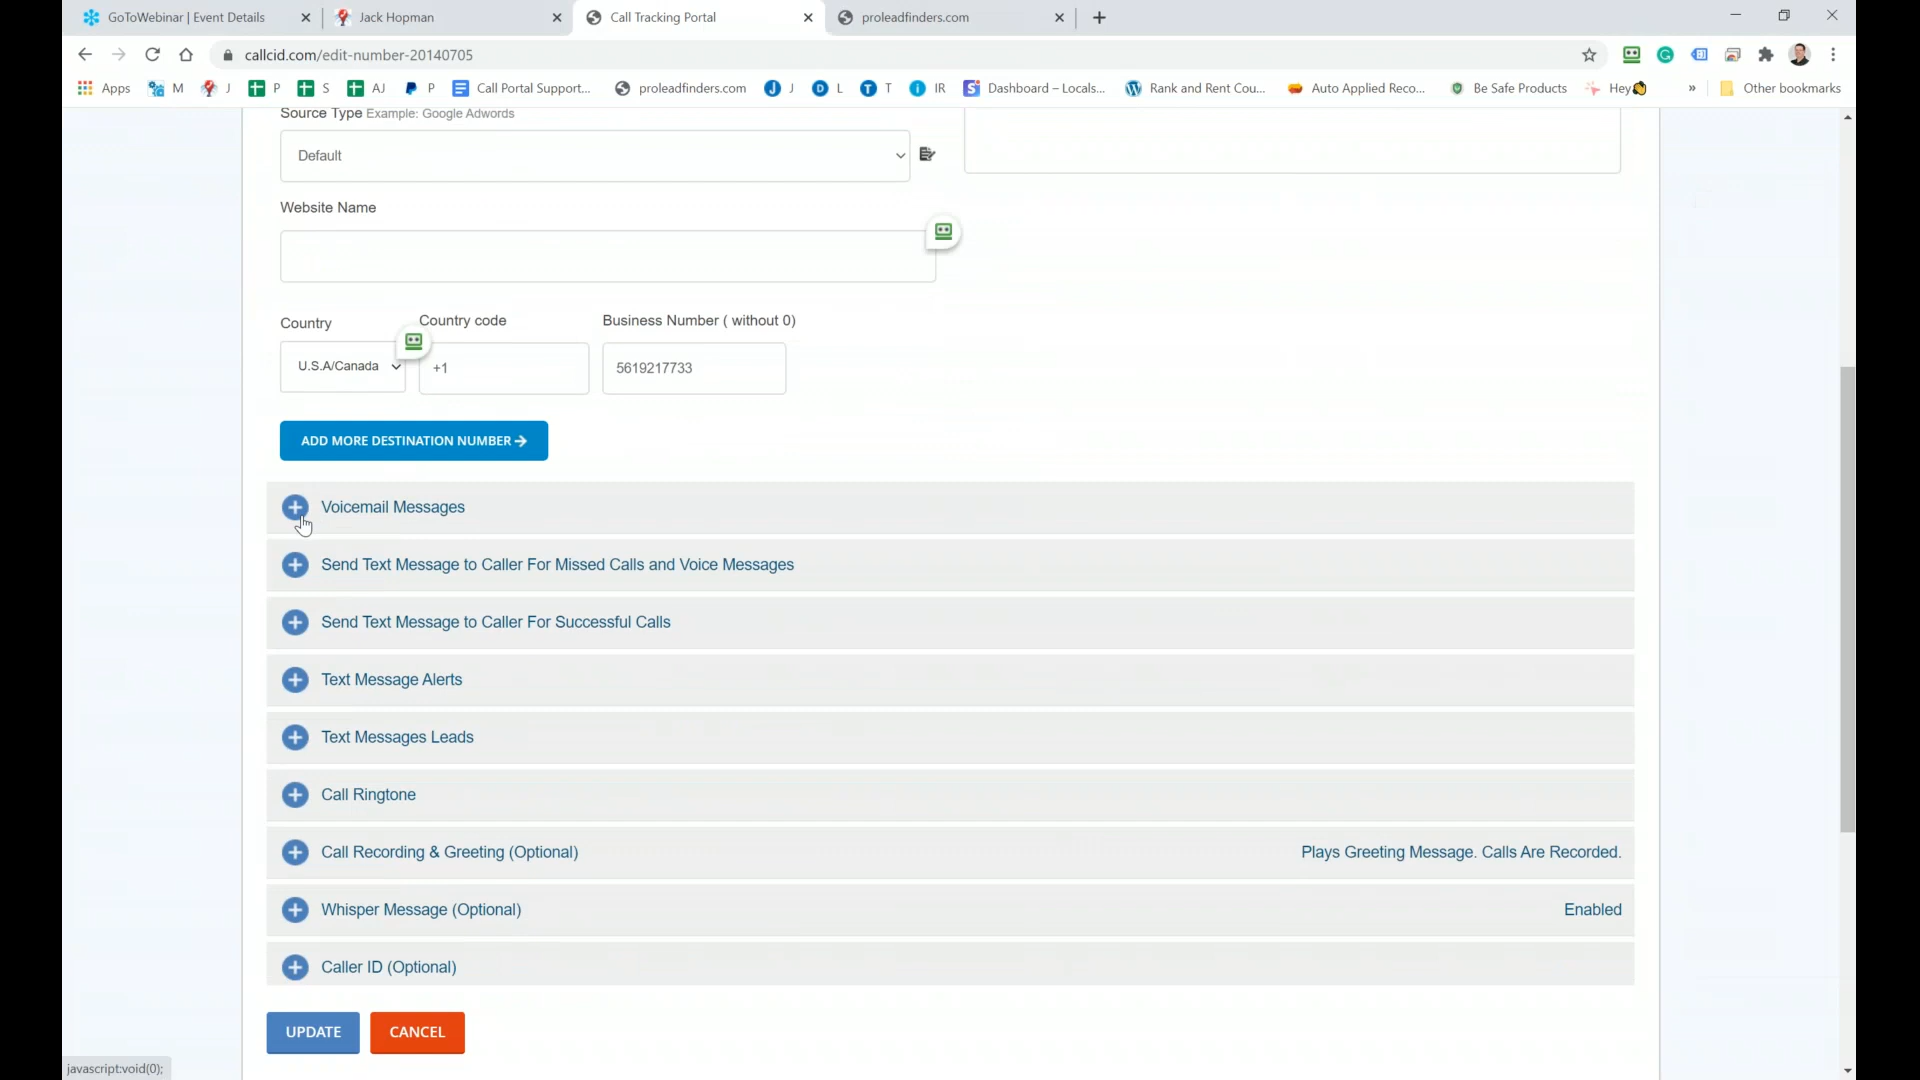 GoToWebinar | Event Details
Jack Hopman
Call Tracking Portal
proleadfinders.com
callcid.com/edit-number-20140705
Apps
M
J
P
S
AJ
P
Call Portal Support...
proleadfinders.com
J
L
T
IR
Dashboard – Locals...
Rank and Rent Cou...
Auto Applied Reco...
Be Safe Products
Hey
»
Other bookmarks
Source Type Example: Google Adwords
Default
Website Name
Country
Country code
Business Number ( without 0)
U.S.A/Canada
+1
5619217733
ADD MORE DESTINATION NUMBER
Voicemail Messages
Send Text Message to Caller For Missed Calls and Voice Messages
Send Text Message to Caller For Successful Calls
Text Message Alerts
Text Messages Leads
Call Ringtone
Call Recording & Greeting (Optional)
Plays Greeting Message. Calls Are Recorded.
Whisper Message (Optional)
Enabled
Caller ID (Optional)
UPDATE
CANCEL
javascript:void(0);